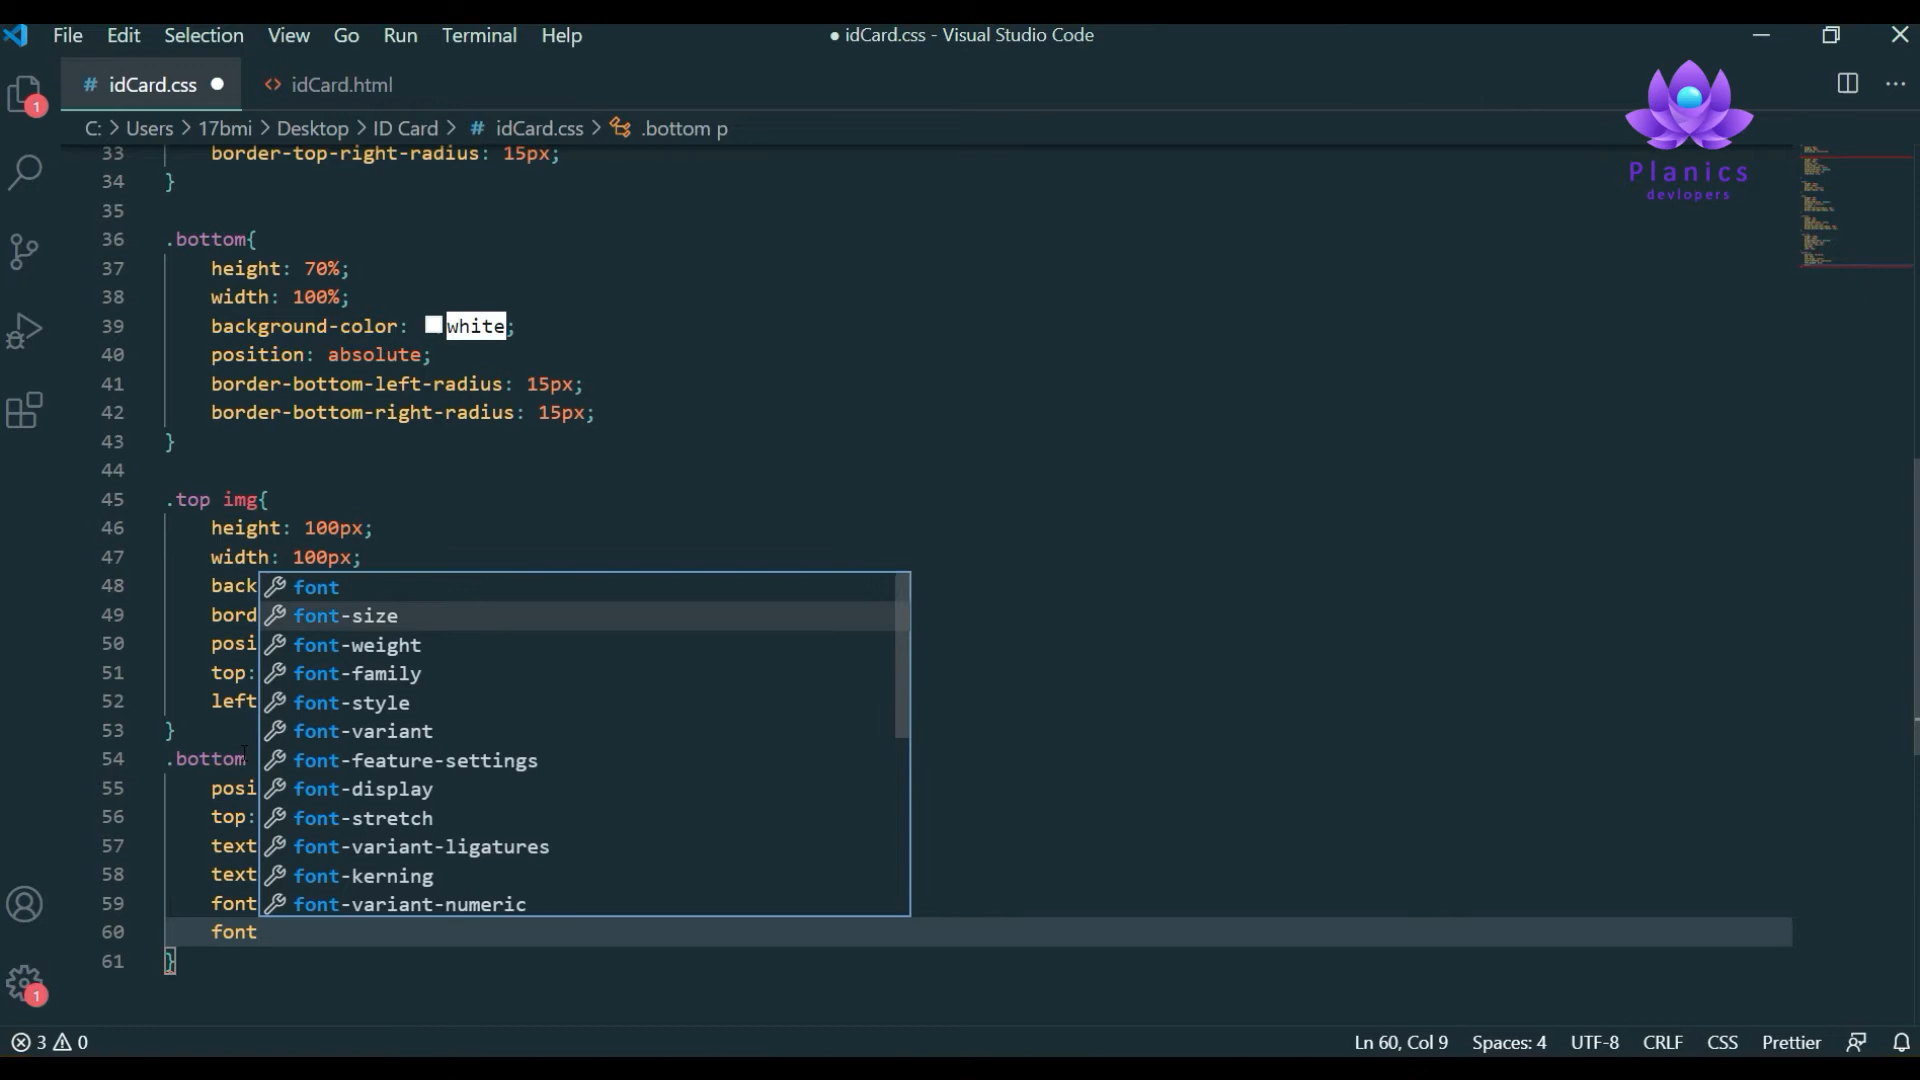 File Edit Selection View Go Run Terminal Help
● idCard.css - Visual Studio Code
# idCard.css ● <> idCard.html
C: > Users > 17bmi > Desktop > ID Card > # idCard.css > .bottom p
Planics
devlopers
1
33 border-top-right-radius: 15px;
34 }
35
36 .bottom{
37 height: 70%;
38 width: 100%;
39 background-color: white;
40 position: absolute;
41 border-bottom-left-radius: 15px;
42 border-bottom-right-radius: 15px;
43 }
44
45 .top img{
46 height: 100px;
47 width: 100px;
48 back
font
49 bord
font-size
50 posi
font-weight
51 top:
font-family
52 left
font-style
53 }
font-variant
54 .bottom
font-feature-settings
55 posi
font-display
56 top:
font-stretch
57 text
font-variant-ligatures
58 text
font-kerning
59 font
font-variant-numeric
60 font
61 }
1
3 0
Ln 60, Col 9 Spaces: 4 UTF-8 CRLF CSS Prettier